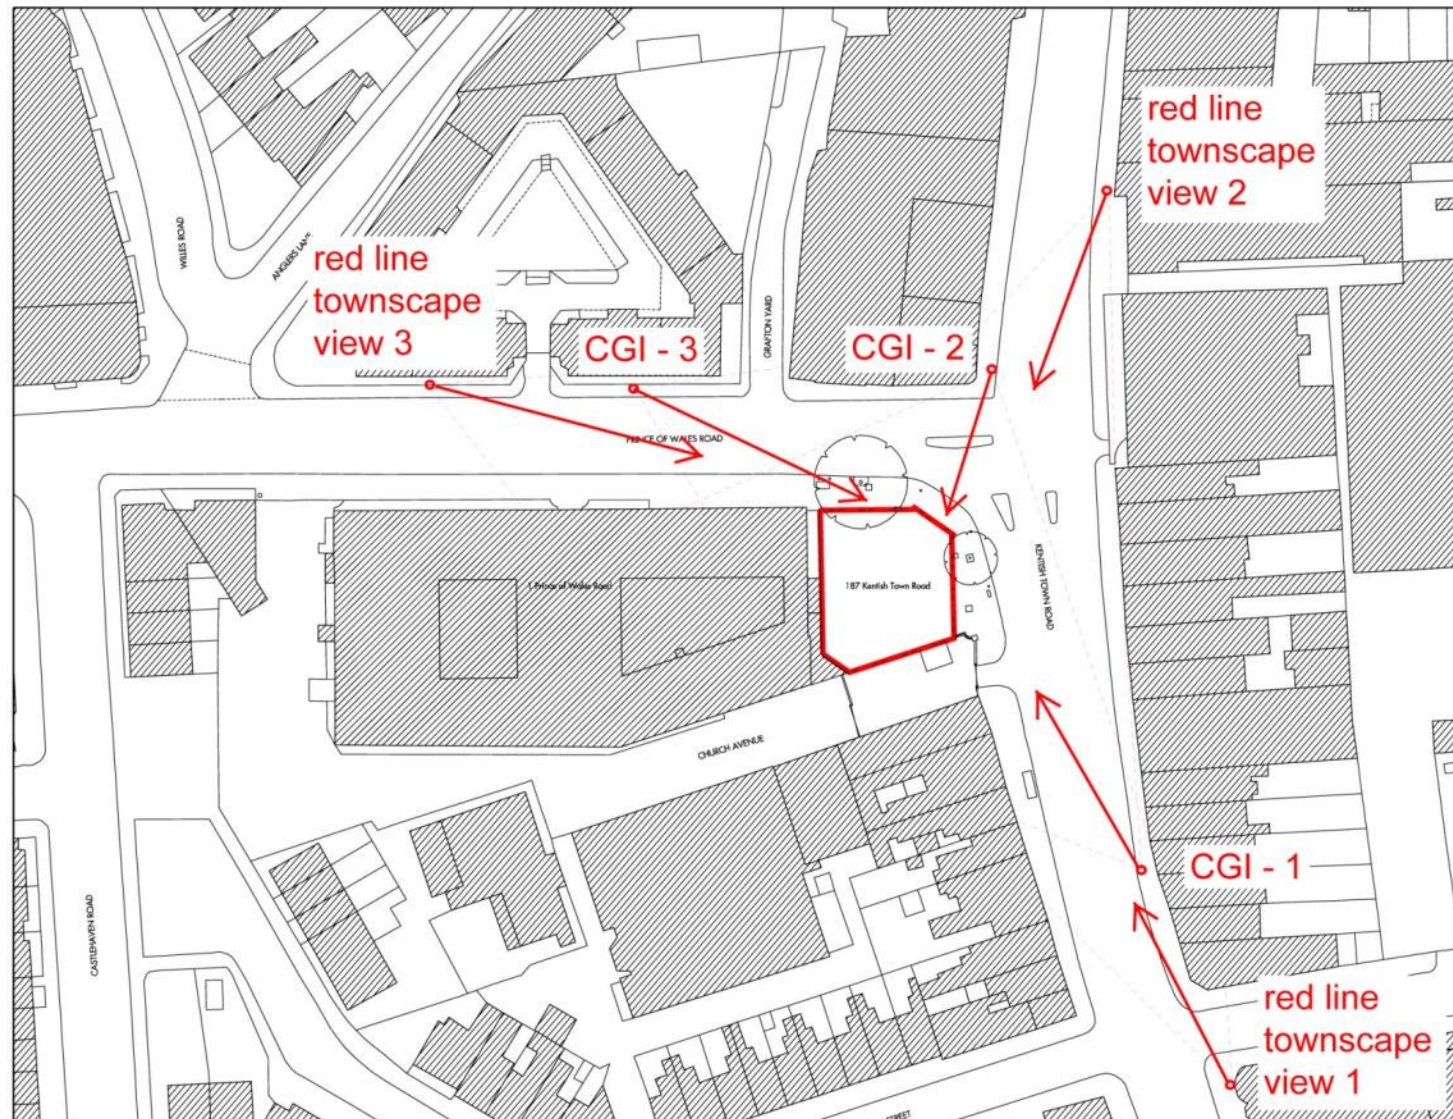 red line
townscape
view 2
WILLES ROAD
ANGLERS LANE
red line
townscape
view 3
CGI - 3
GRAFTON YARD
CGI - 2
PRINCE OF WALES ROAD
KENTISH TOWN ROAD
1 Prince of Wales Road
187 Kentish Town Road
CHURCH AVENUE
CGI - 1
CASTLEHAVEN ROAD
red line
townscape
view 1
STREET